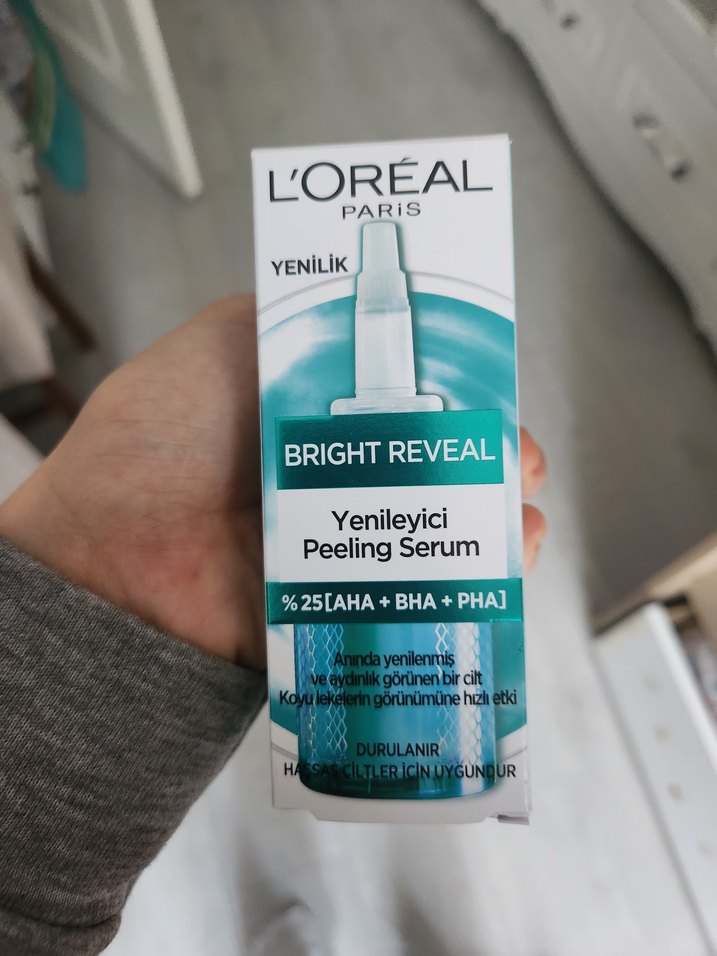 L'ORÉAL
PARiS
YENİLİK
BRIGHT REVEAL
Yenileyici
Peeling Serum
%25[AHA + BHA + PHA]
Anında yenilenmiş
ve aydınlık görünen bir cilt
Koyu lekelerin görünümüne hızlı etki
DURULANIR
HASSAS CİLTLER İÇİN UYGUNDUR